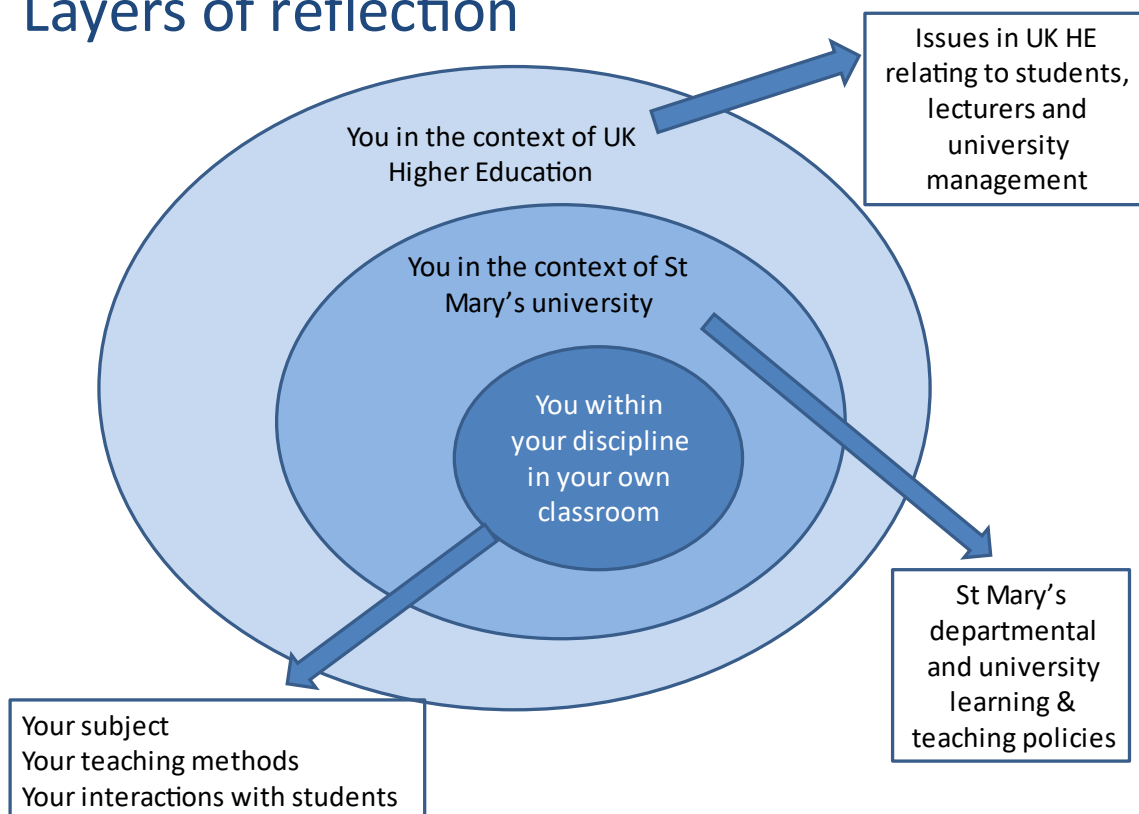 Layers of reflection
Issues in UK HE
relating to students,
lecturers and
university
management
You in the context of UK
Higher Education
You in the context of St
Mary’s university
You within
your discipline
in your own
classroom
St Mary’s
departmental
and university
learning &
teaching policies
Your subject
Your teaching methods
Your interactions with students